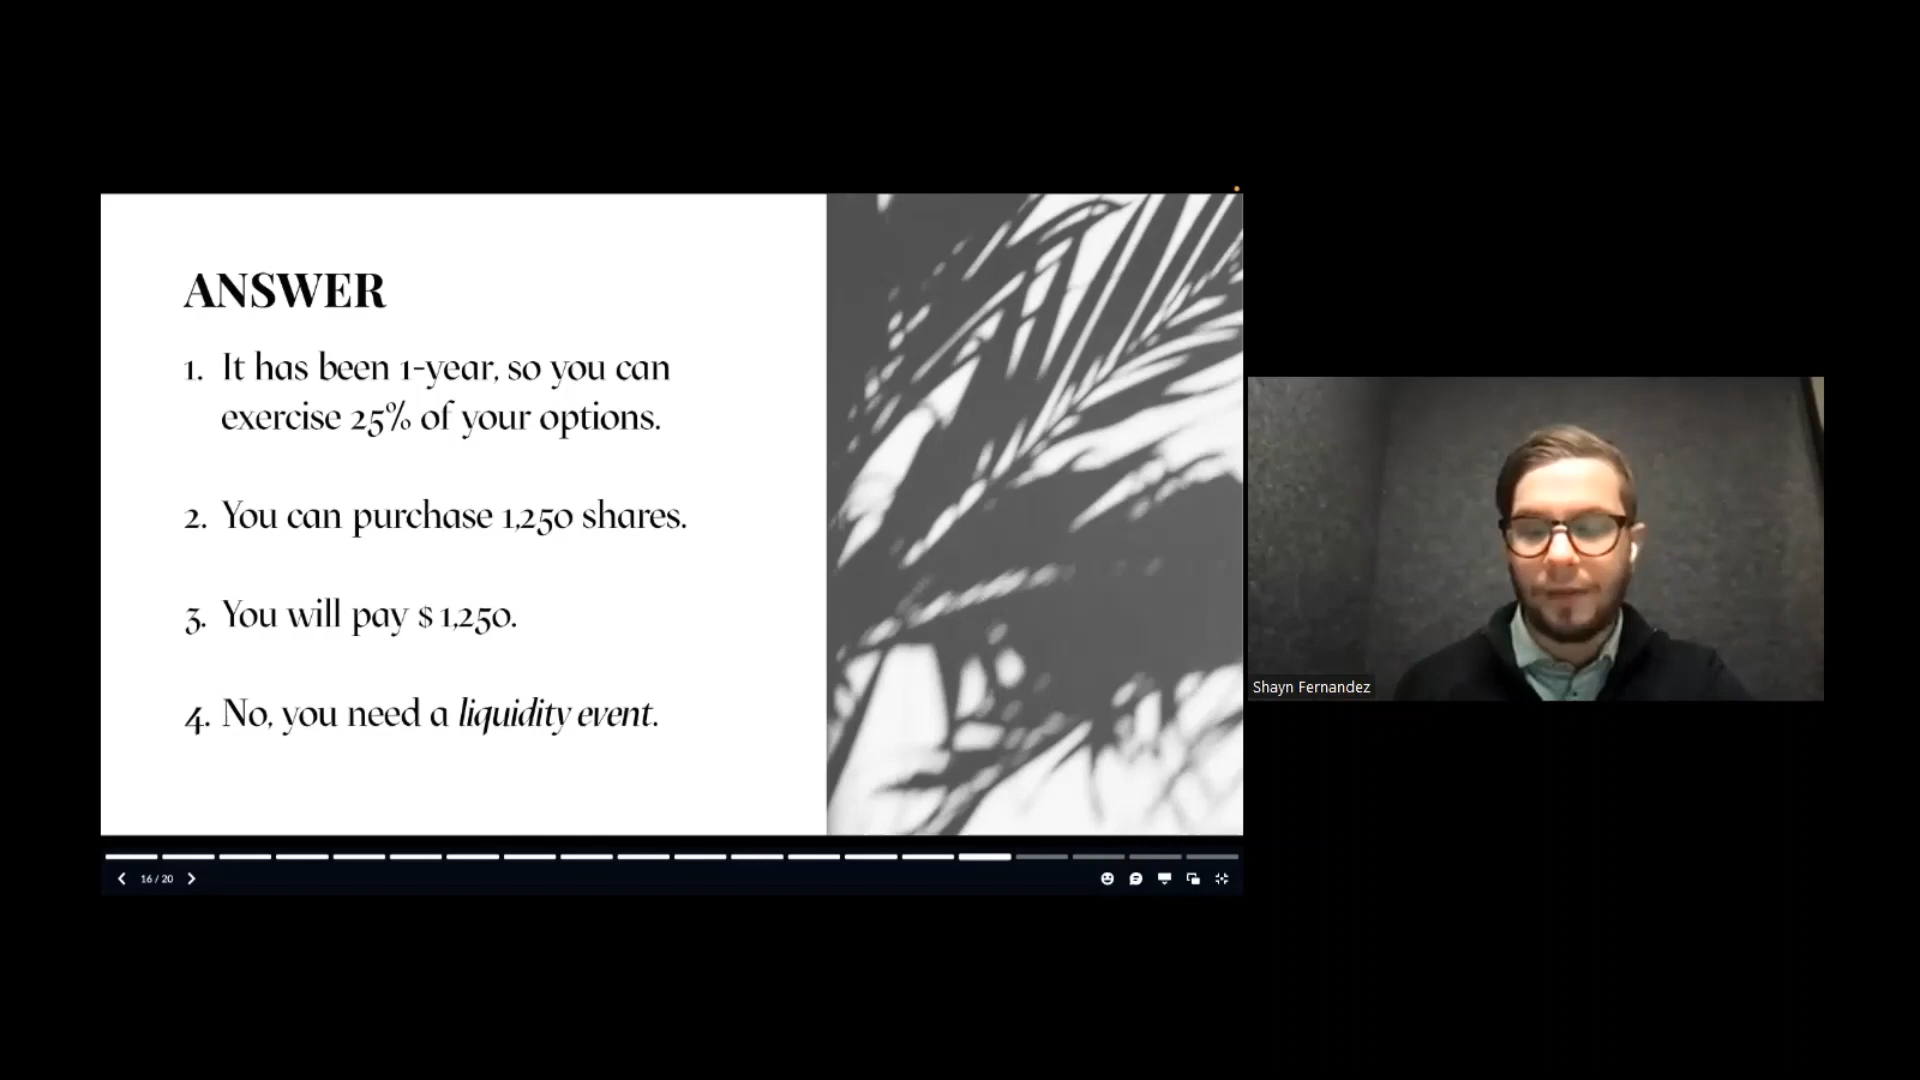 ANSWER
1. It has been 1-year, so you can
exercise 25% of your options.
2. You can purchase 1,250 shares.
3. You will pay $1,250.
4. No, you need a liquidity event.
Shayn Fernandez
16 / 20